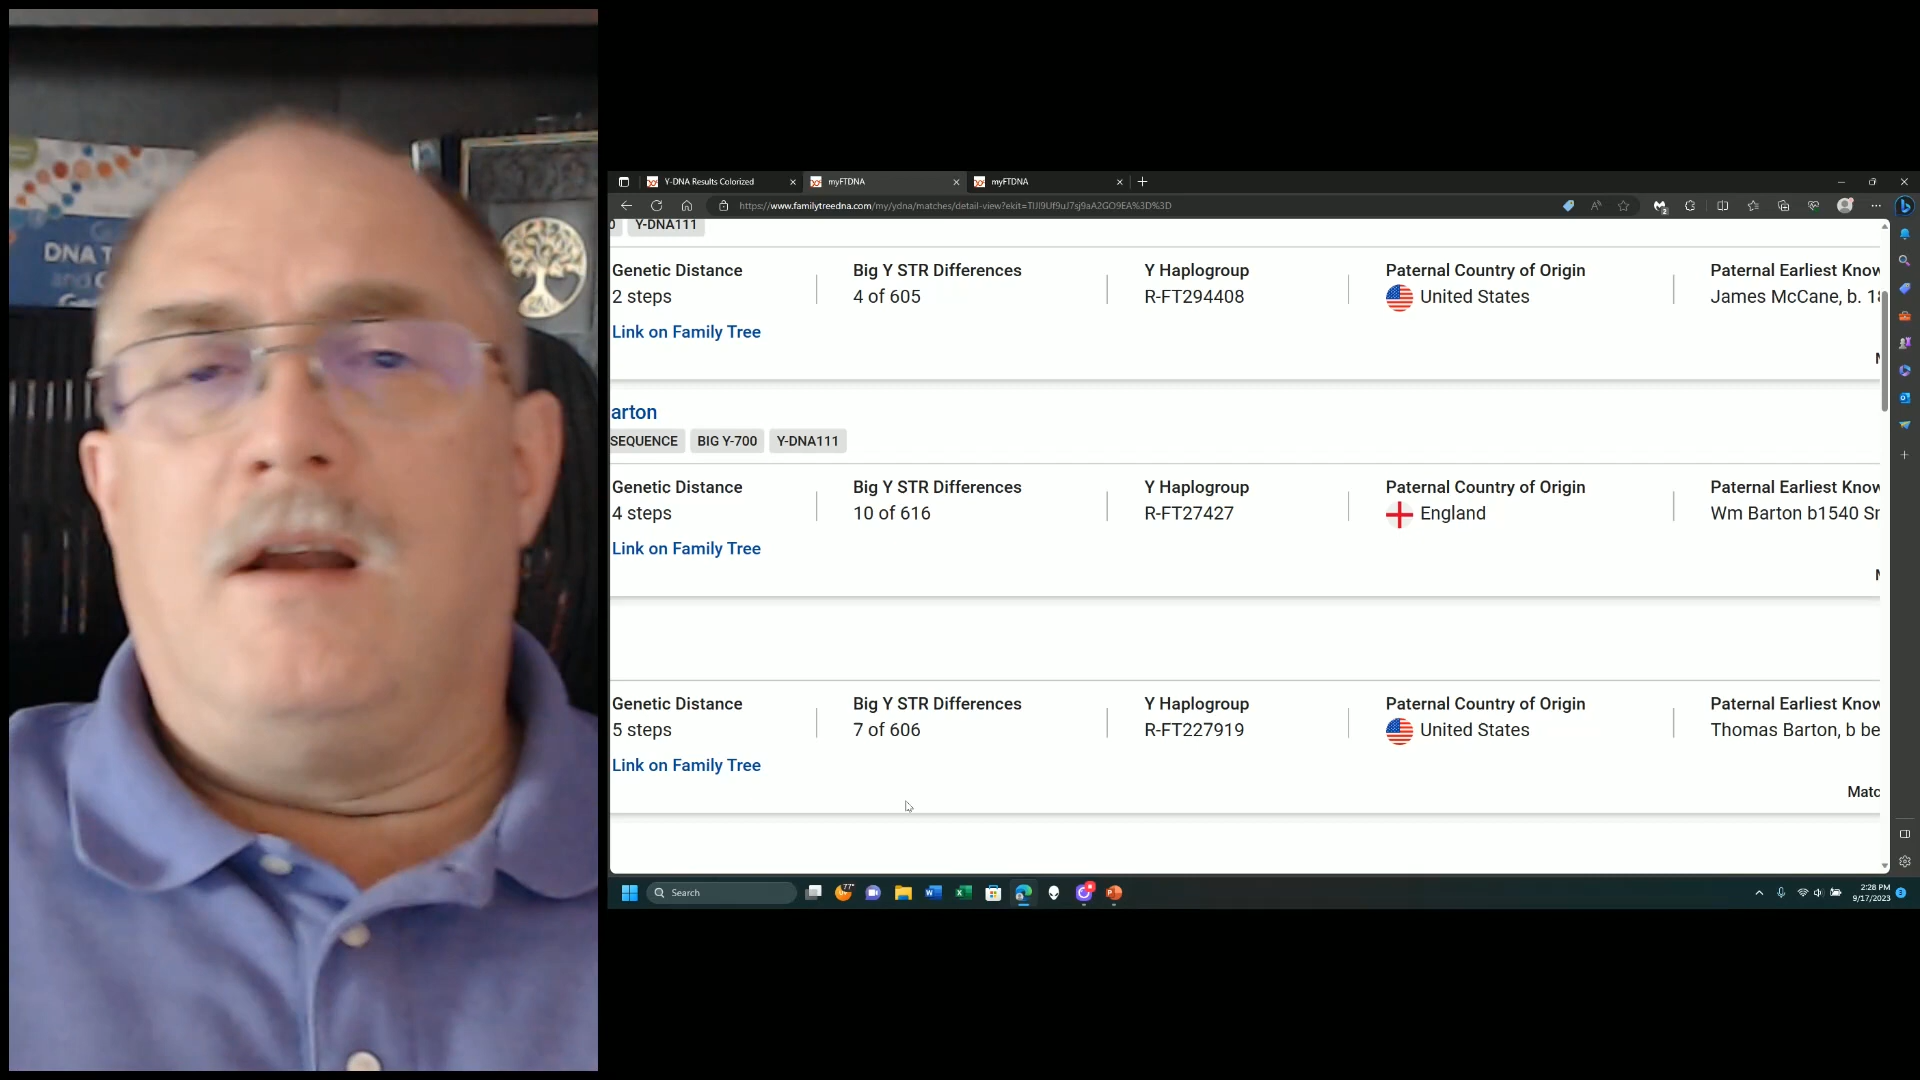 DNA T
and
Y-DNA Results Colorized
myFTDNA
myFTDNA
https://www.familytreedna.com/my/ydna/matches/detail-view?ekit=
Y-DNA111
Genetic Distance
2 steps
Link on Family Tree
Big Y STR Differences
4 of 605
Y Haplogroup
R-FT294408
Paternal Country of Origin
United States
Paternal Earliest Know
James McCane, b. 18
arton
SEQUENCE
BIG Y-700
Y-DNA111
Genetic Distance
4 steps
Link on Family Tree
Big Y STR Differences
10 of 616
Y Haplogroup
R-FT27427
Paternal Country of Origin
England
Paternal Earliest Know
Wm Barton b1540 Sr
Genetic Distance
5 steps
Link on Family Tree
Big Y STR Differences
7 of 606
Y Haplogroup
R-FT227919
Paternal Country of Origin
United States
Paternal Earliest Know
Thomas Barton, b be
Matc
Search
77°
2:28 PM
9/17/2023